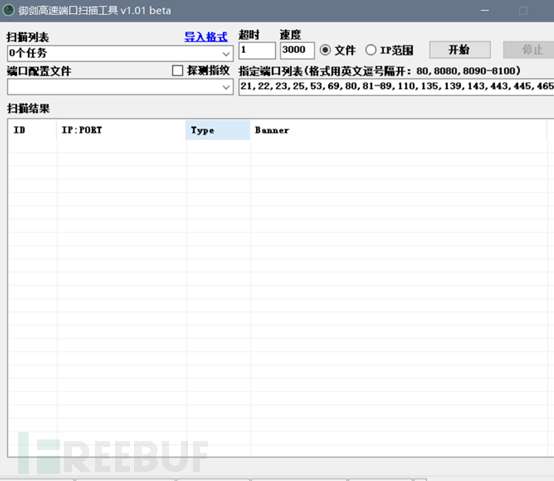 御剑高速端口扫描工具 v1.01 beta
扫描列表 导入格式 超时 速度
0个任务 1 3000 文件 IP范围 开始 停止
端口配置文件 探测指纹 指定端口列表(格式用英文逗号隔开: 80,8080,8090-8100)
21,22,23,25,53,69,80,81-89,110,135,139,143,443,445,465
扫描结果
ID IP:PORT Type Banner
FREEBUF